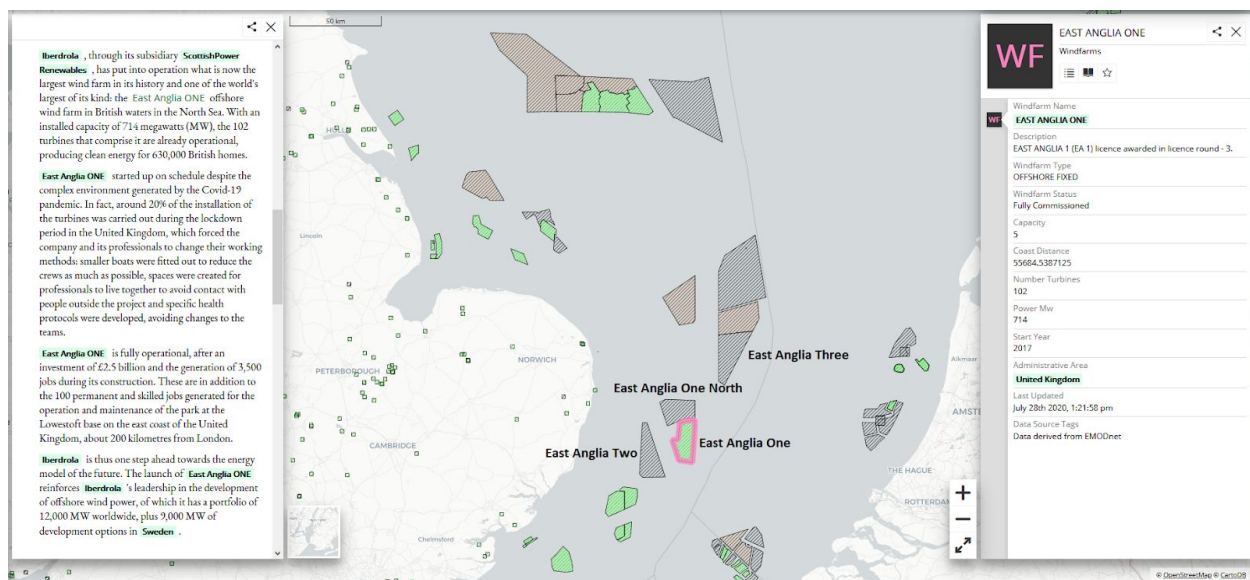 Iberdrola , through its subsidiary ScottishPower
Renewables , has put into operation what is now the
largest wind farm in its history and one of the world's
largest of its kind: the East Anglia ONE offshore
wind farm in British waters in the North Sea. With an
installed capacity of 714 megawatts (MW), the 102
turbines that comprise it are already operational,
producing clean energy for 630,000 British homes.
East Anglia ONE started up on schedule despite the
complex environment generated by the Covid-19
pandemic. In fact, around 20% of the installation of
the turbines was carried out during the lockdown
period in the United Kingdom, which forced the
company and its professionals to change their working
methods: smaller boats were fitted out to reduce the
crews as much as possible, spaces were created for
professionals to live together to avoid contact with
people outside the project and specific health
protocols were developed, avoiding changes to the
teams.
East Anglia ONE is fully operational, after an
investment of £2.5 billion and the generation of 3,500
jobs during its construction. These are in addition to
the 100 permanent and skilled jobs generated for the
operation and maintenance of the park at the
Lowestoft base on the east coast of the United
Kingdom, about 200 kilometres from London.
Iberdrola is thus one step ahead towards the energy
model of the future. The launch of East Anglia ONE
reinforces Iberdrola 's leadership in the development
of offshore wind power, of which it has a portfolio of
12,000 MW worldwide, plus 9,000 MW of
development options in Sweden .
50 km
HULL
Lincoln
NORWICH
PETERBOROUGH
CAMBRIDGE
Chelmsford
East Anglia Three
East Anglia One North
East Anglia One
East Anglia Two
Alkmaar
AMST
THE HAGUE
ROTTERDA
WF
EAST ANGLIA ONE
Windfarms
WF
Windfarm Name
EAST ANGLIA ONE
Description
EAST ANGLIA 1 (EA 1) licence awarded in licence round - 3.
Windfarm Type
OFFSHORE FIXED
Windfarm Status
Fully Commissioned
Capacity
5
Coast Distance
55684.5387125
Number Turbines
102
Power Mw
714
Start Year
2017
Administrative Area
United Kingdom
Last Updated
July 28th 2020, 1:21:58 pm
Data Source Tags
Data derived from EMODnet
© OpenStreetMap © CartoDB